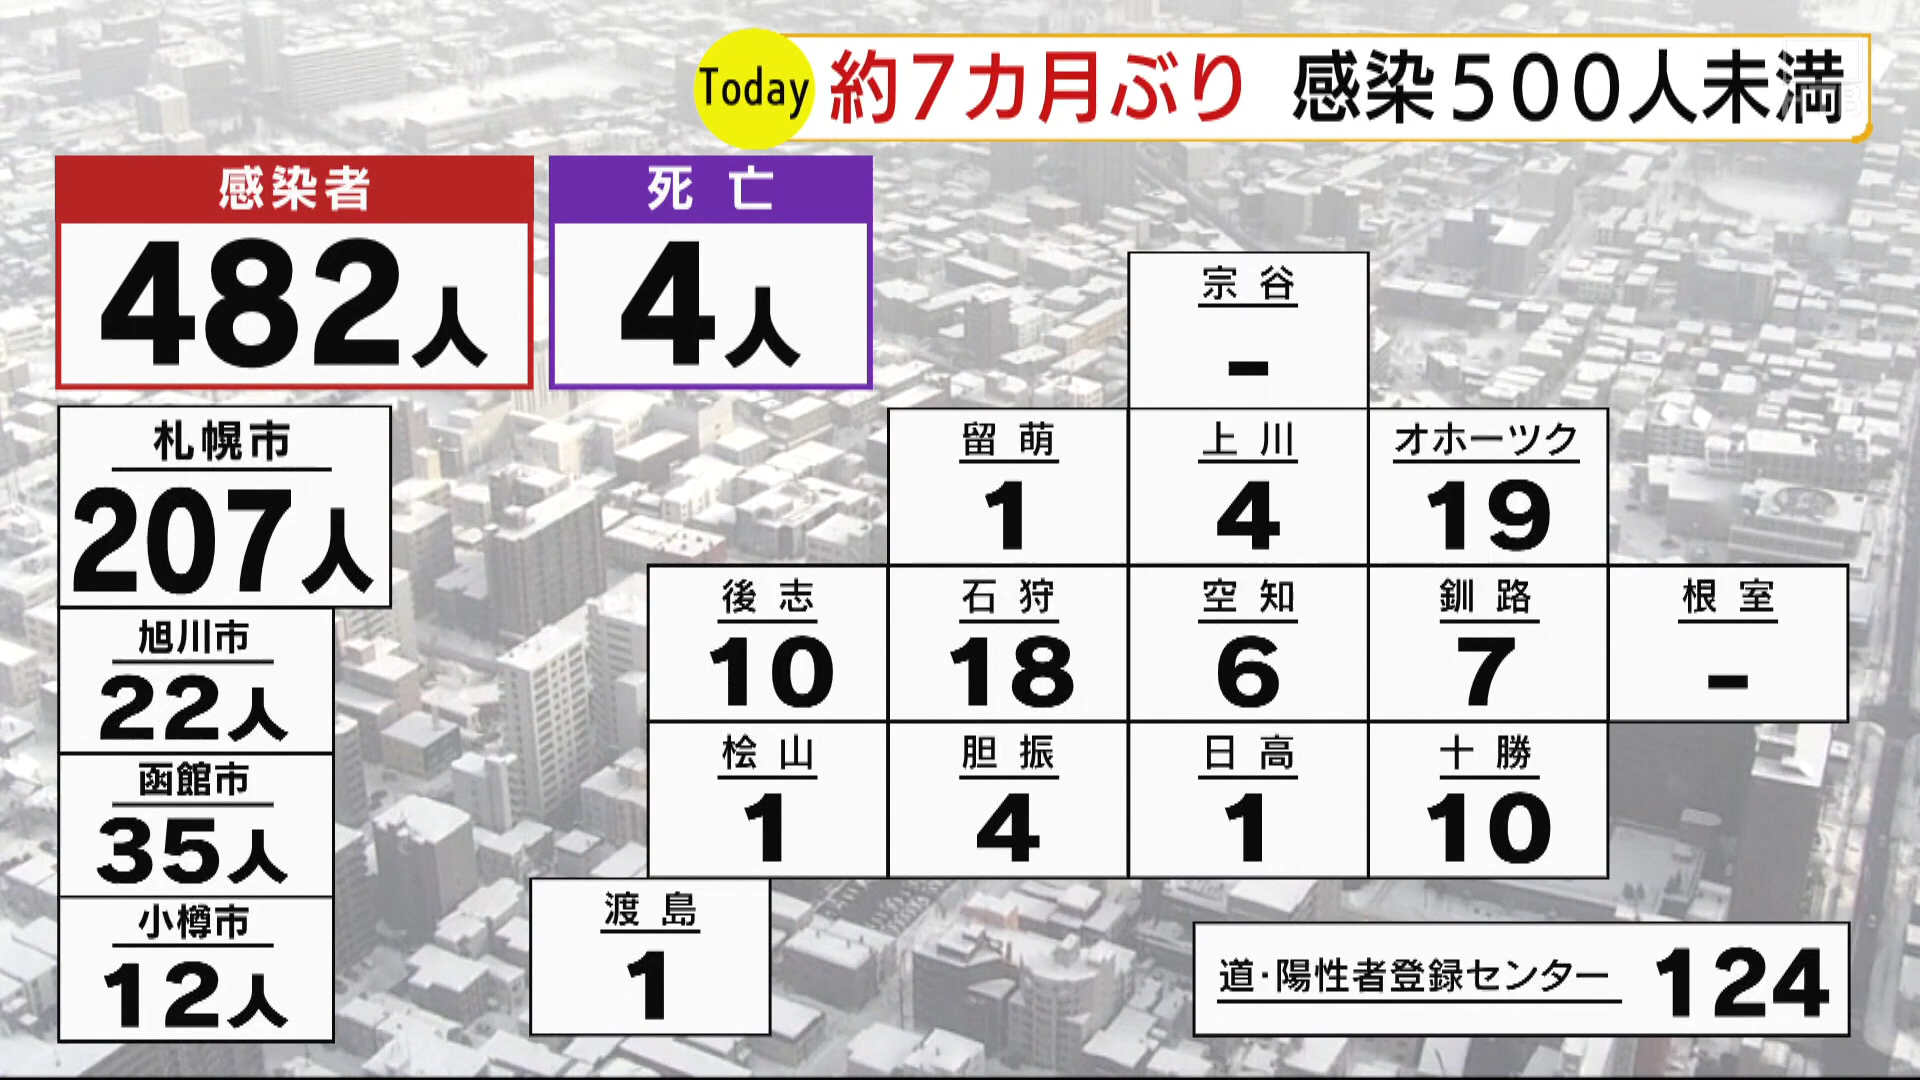 Today 約7カ月ぶり 感染500人未満
感染者
482人
死亡
4人
札幌市
207人
旭川市
22人
函館市
35人
小樽市
12人
宗谷
-
留萌
1
上川
4
オホーツク
19
後志
10
石狩
18
空知
6
釧路
7
根室
-
桧山
1
胆振
4
日高
1
十勝
10
渡島
1
道・陽性者登録センター 124